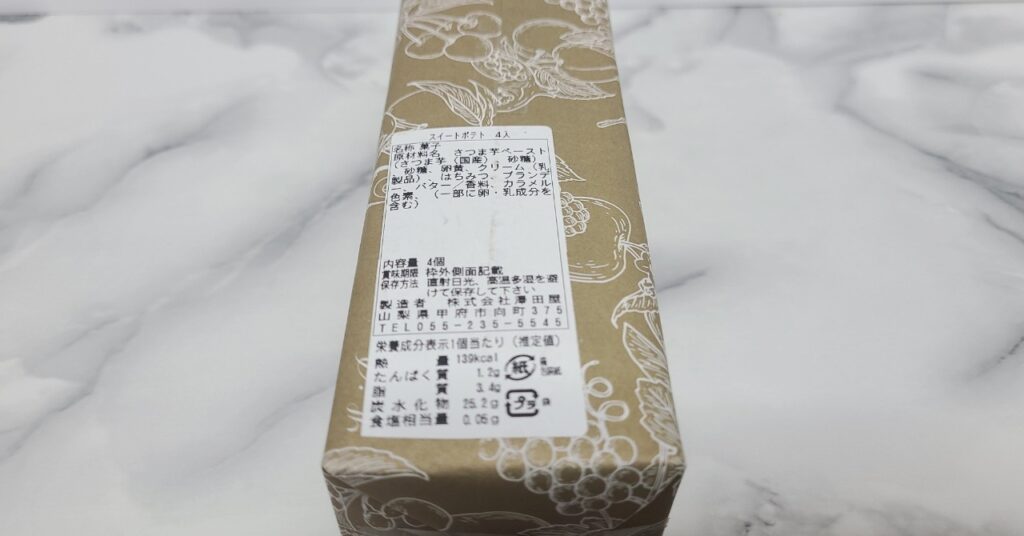 スイートポテト 4入
名称 菓子
原材料名 さつま芋ペースト
(さつま芋(国産)、砂糖)
、砂糖、卵黄、クリーム(乳
製品)、はちみつ、ブランデ
ー、バター/香料、カラメル
色素、(一部に卵・乳成分を
含む)
内容量 4個
賞味期限 枠外側面記載
保存方法 直射日光、高温多湿を避
けて保存して下さい
製造者 株式会社澤田屋
山梨県甲府市向町375
TEL055-235-5545
栄養成分表示1個当たり(推定値)
熱量 139kcal
たんぱく質 1.2g
脂質 3.4g
炭水化物 25.2g
食塩相当量 0.05g
紙 箱
プラ 袋